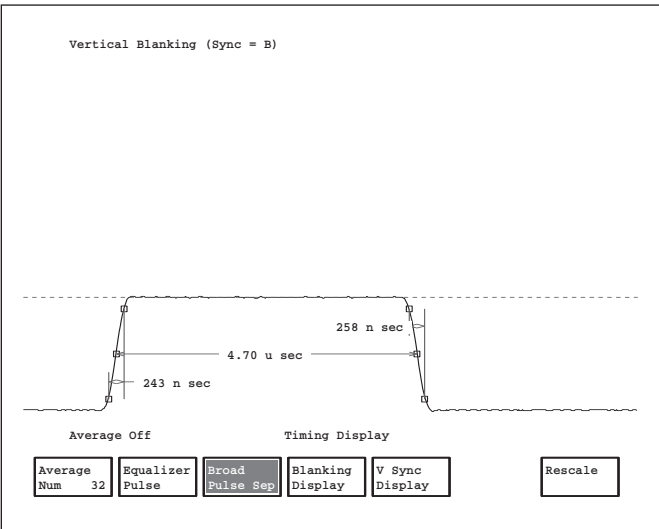 Vertical Blanking (Sync = B)
258 n sec
4.70 u sec
243 n sec
Average Off
Timing Display
Average
Num 32
Equalizer
Pulse
Broad
Pulse Sep
Blanking
Display
V Sync
Display
Rescale